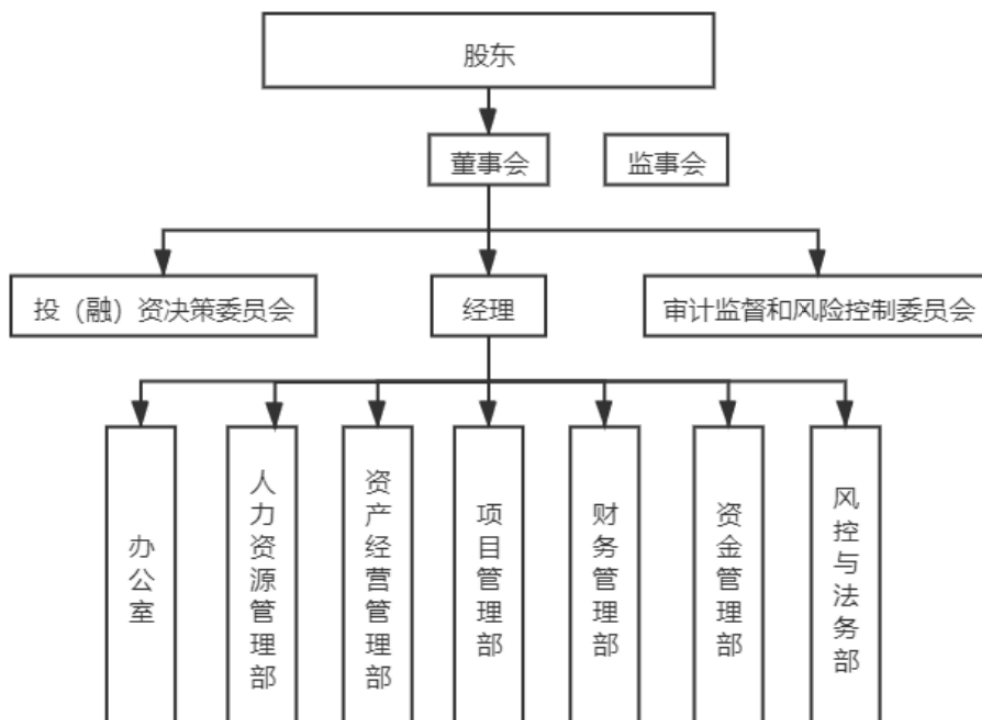 股东
董事会
监事会
投（融）资决策委员会
经理
审计监督和风险控制委员会
办公室
人力资源管理部
资产经营管理部
项目管理部
财务管理部
资金管理部
风控与法务部